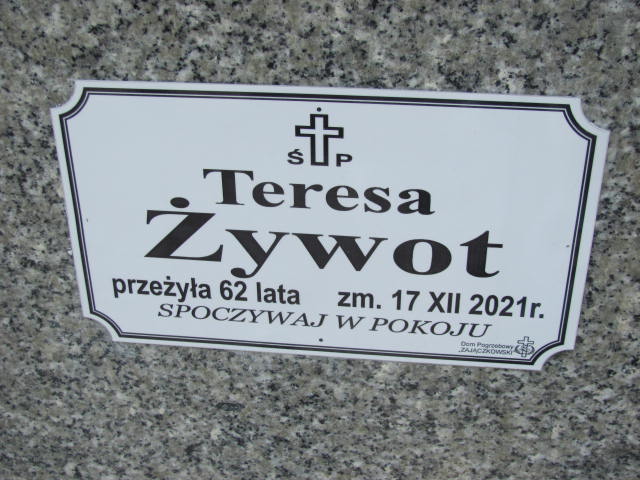 Ś P
Teresa
Żywot
przeżyła 62 lata zm. 17 XII 2021r.
SPOCZYWAJ W POKOJU
Dom Pogrzebowy
„ZAJĄCZKOWSKI